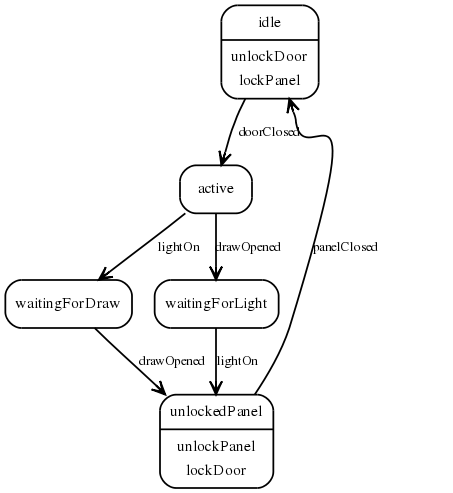 idle
unlockDoor
lockPanel
doorClosed
active
lightOn
drawOpened
panelClosed
waitingForDraw
waitingForLight
drawOpened
lightOn
unlockedPanel
unlockPanel
lockDoor